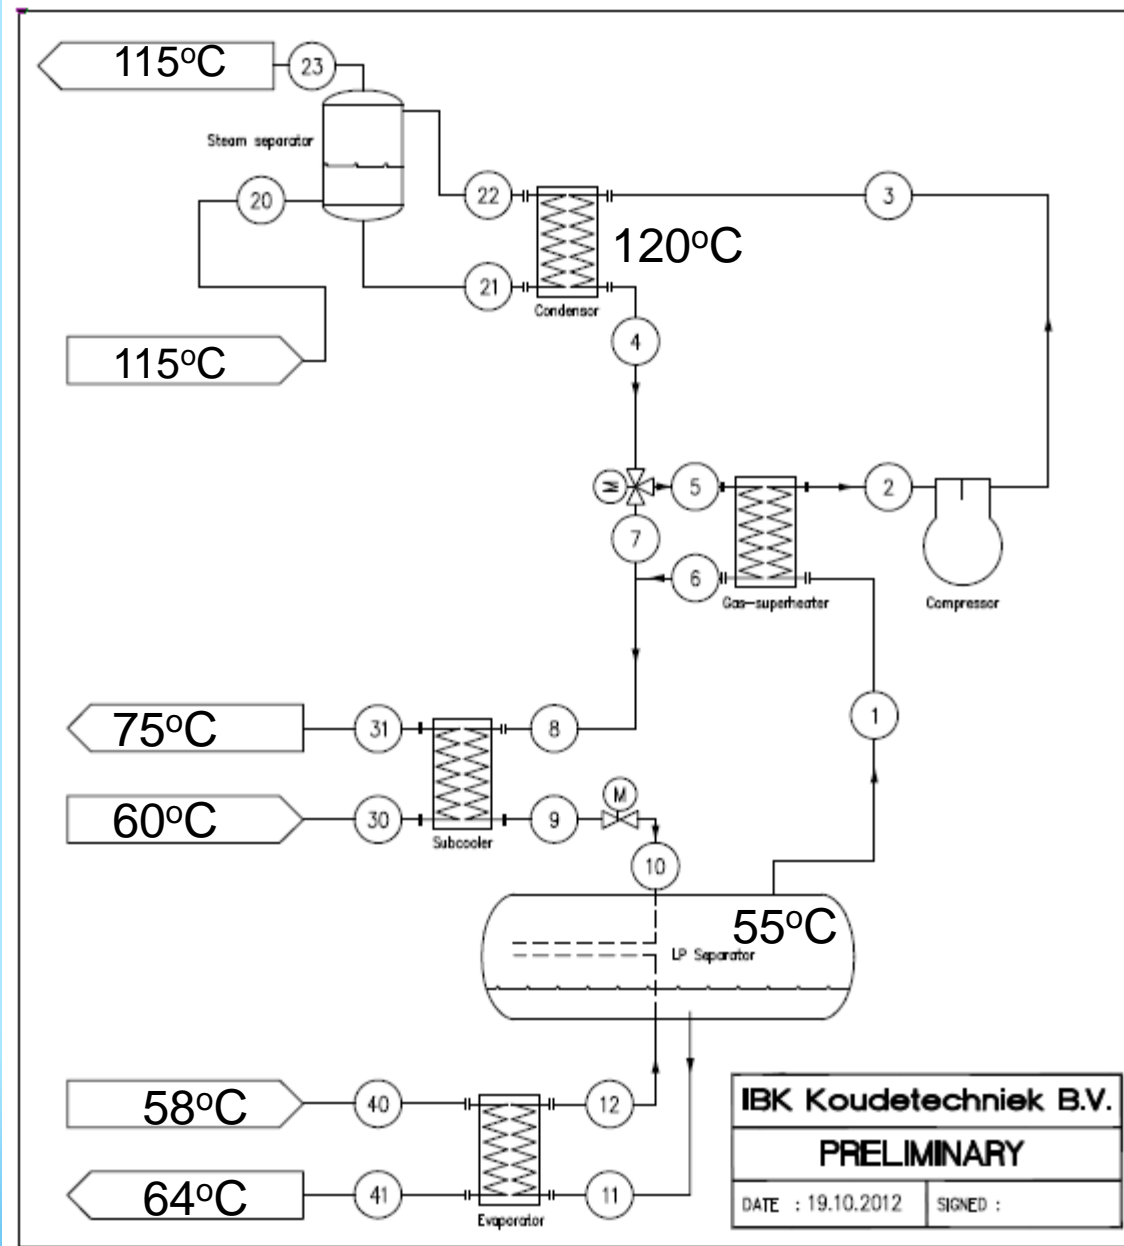 115°C
23
Steam separator
20
22
3
120°C
21
Condensor
4
115°C
M
5
2
7
6
Gas-superheater
Compressor
75°C
31
8
1
60°C
30
9
M
Subcooler
10
55°C
LP Separator
58°C
40
12
64°C
41
11
Evaporator
IBK Koudetechniek B.V.
PRELIMINARY
DATE : 19.10.2012
SIGNED :